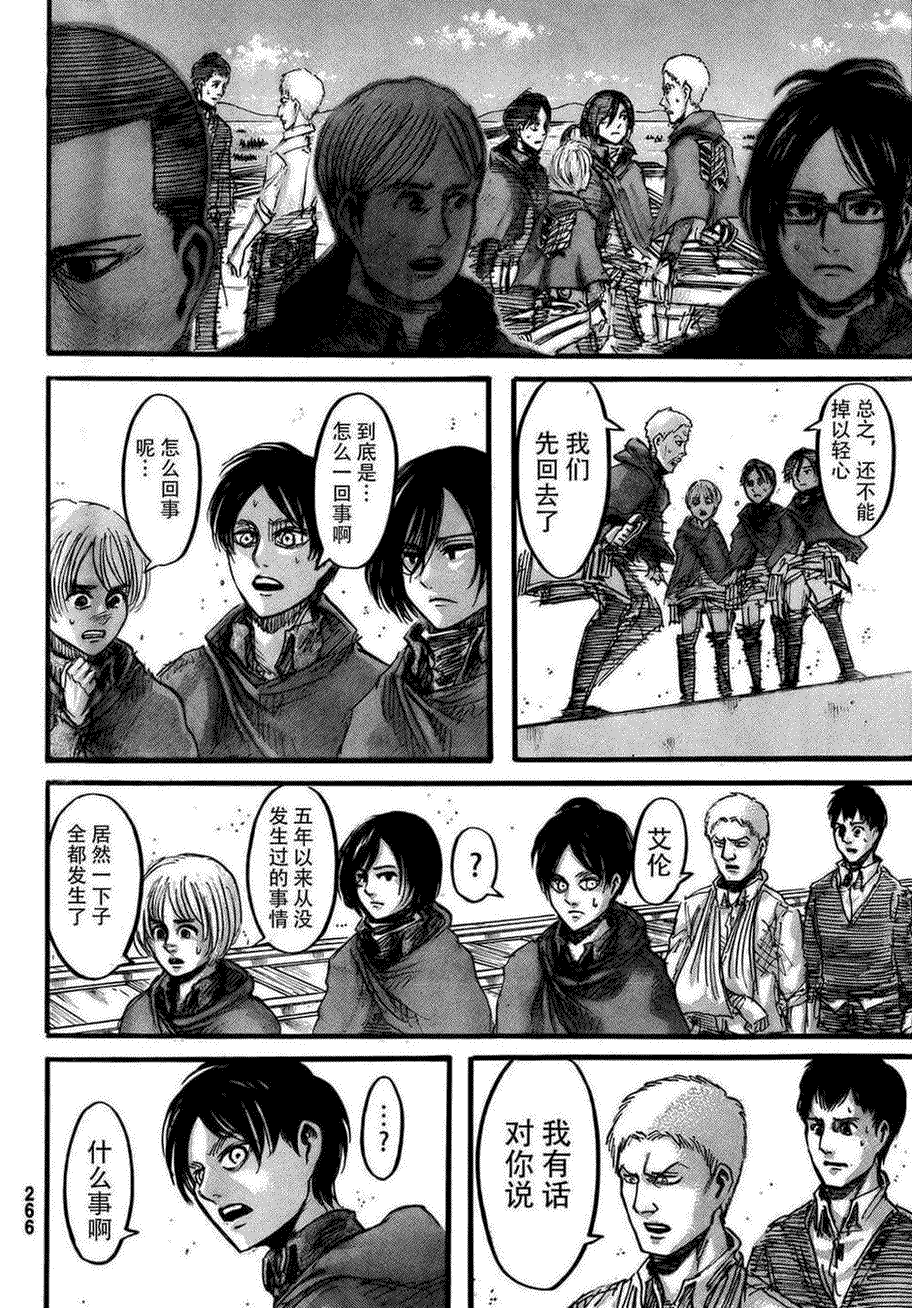 总之，还不能
掉以轻心
我们
先回去了
到底是…
怎么一回事啊
怎么回事
呢…
艾伦
？
五年以来从没
发生过的事情
居然一下子
全都发生了
我有话
对你说
…？
什么事啊
266